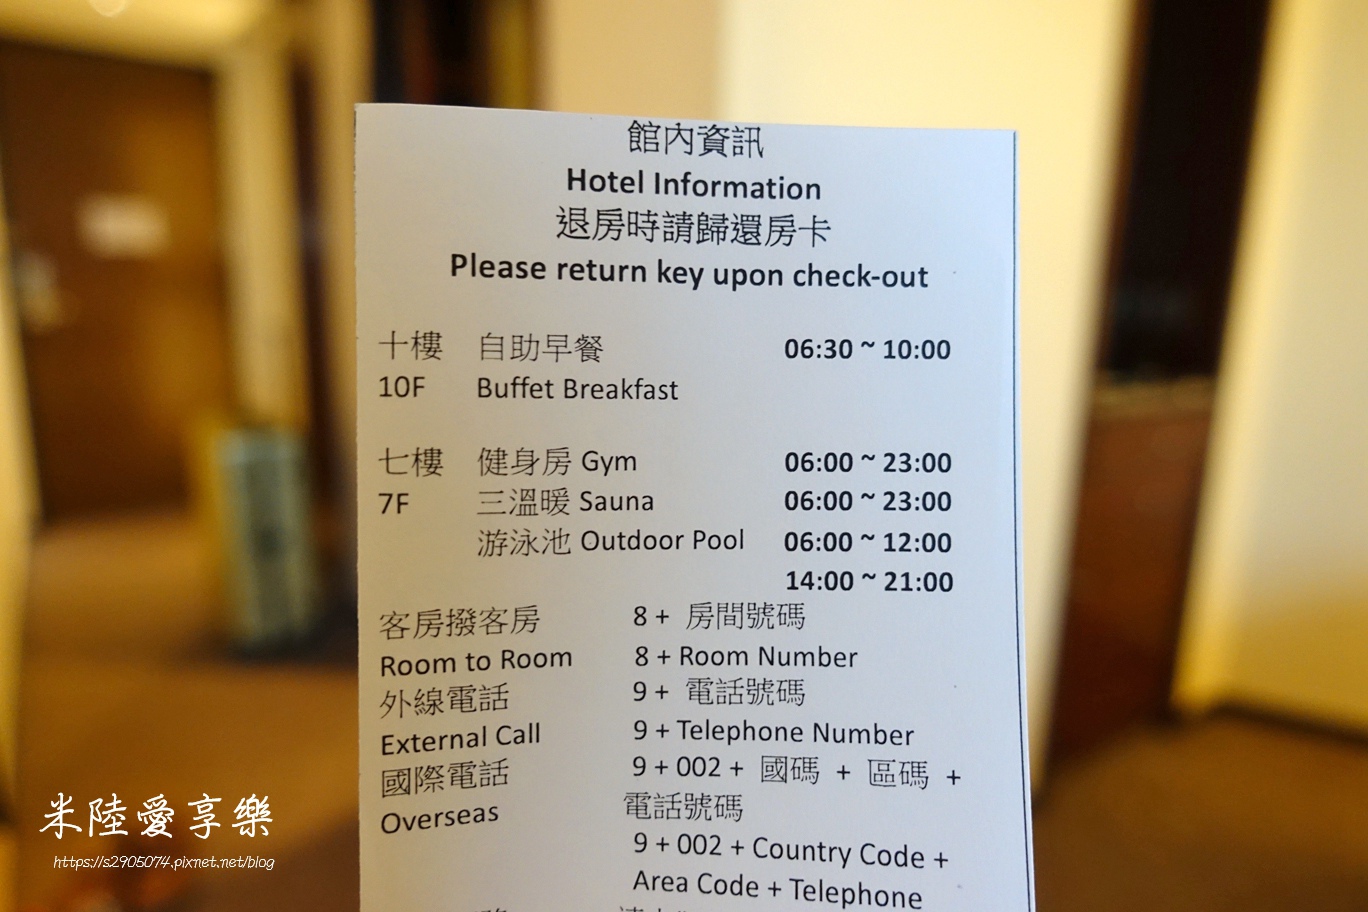 館內資訊
Hotel Information
退房時請歸還房卡
Please return key upon check-out
十樓 自助早餐 06:30 ~ 10:00
10F Buffet Breakfast
七樓 健身房 Gym 06:00 ~ 23:00
7F 三溫暖 Sauna 06:00 ~ 23:00
游泳池 Outdoor Pool 06:00 ~ 12:00
14:00 ~ 21:00
客房撥客房 8 + 房間號碼
Room to Room 8 + Room Number
外線電話 9 + 電話號碼
External Call 9 + Telephone Number
國際電話 9 + 002 + 國碼 + 區碼 +
電話號碼
Overseas 9 + 002 + Country Code +
Area Code + Telephone
米陸愛享樂
https://s2905074.pixnet.net/blog